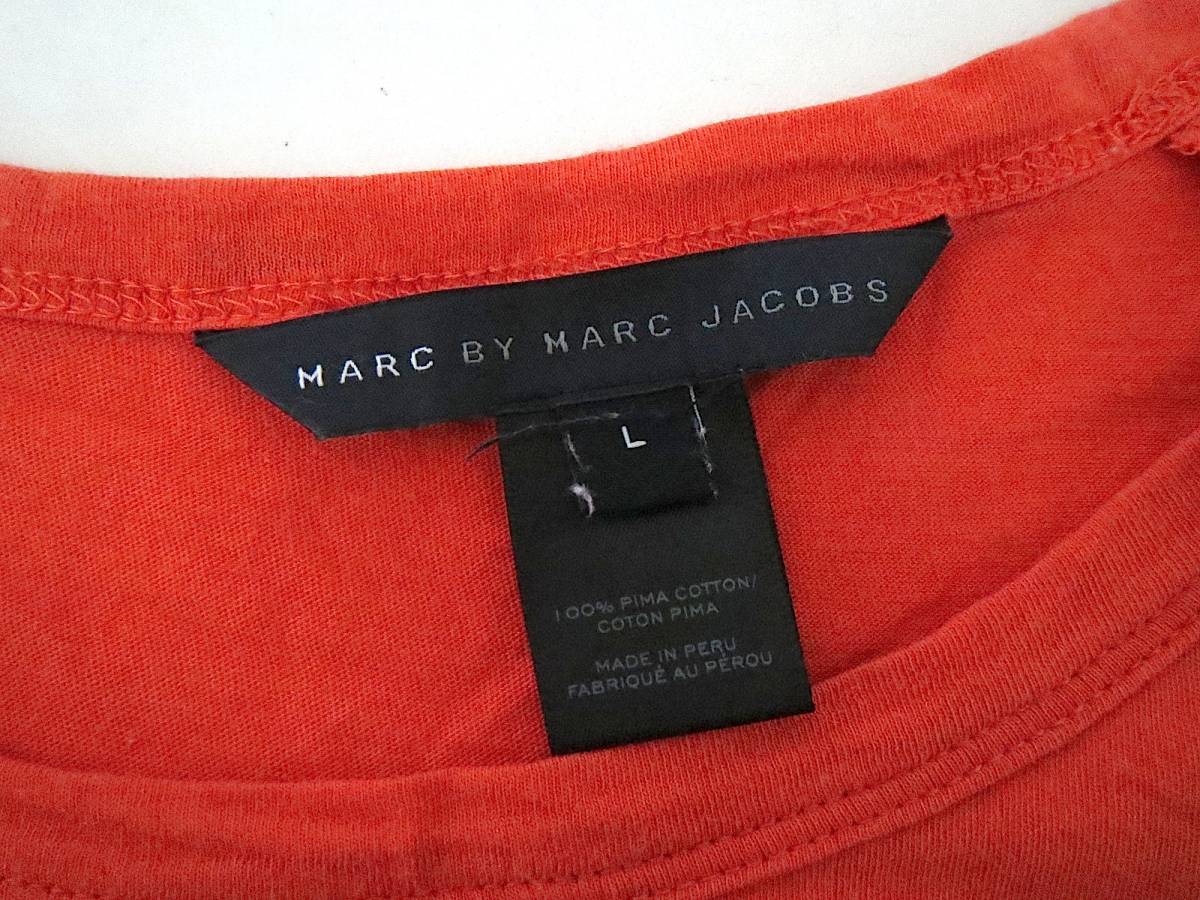 MARC BY MARC JACOBS
L
100% PIMA COTTON/
COTON PIMA
MADE IN PERU
FABRIQUÉ AU PÉROU